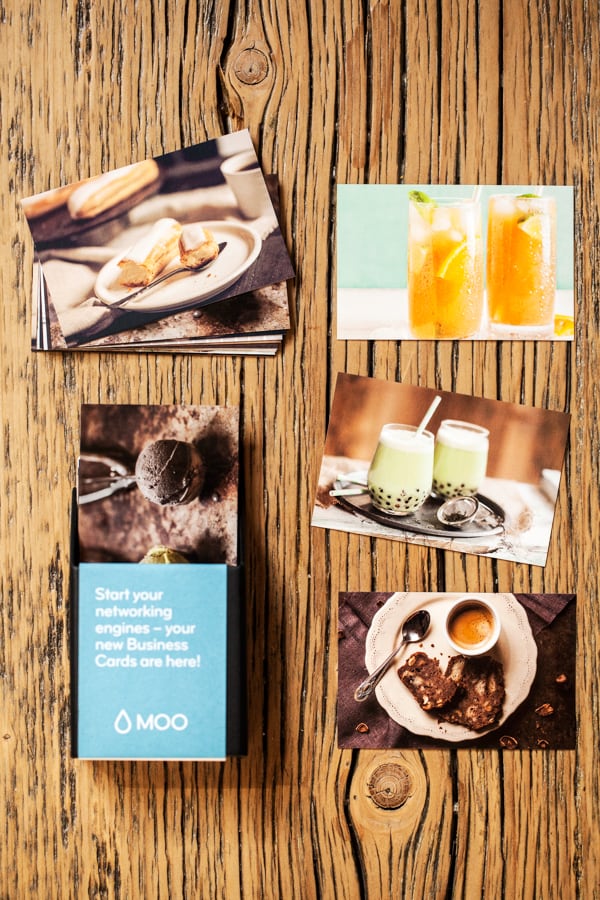 Start your
networking
engines – your
new Business
Cards are here!
MOO